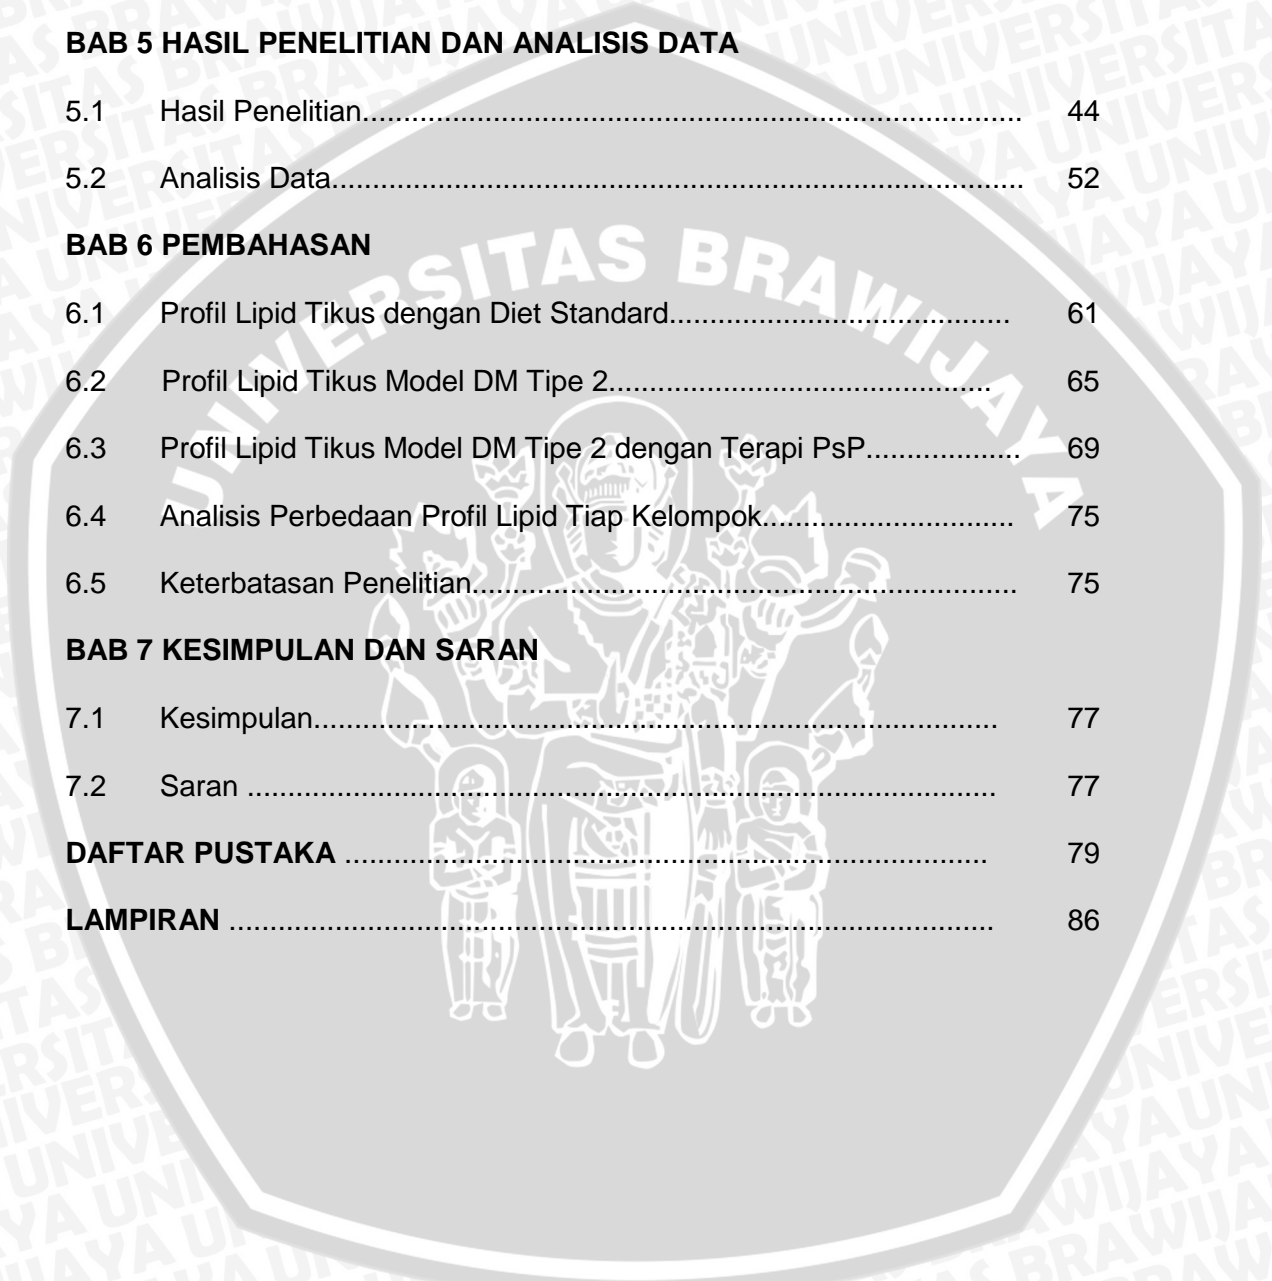 BAB 5 HASIL PENELITIAN DAN ANALISIS DATA
5.1 Hasil Penelitian................................................................................. 44
5.2 Analisis Data..................................................................................... 52
BAB 6 PEMBAHASAN
6.1 Profil Lipid Tikus dengan Diet Standard.......................................... 61
6.2 Profil Lipid Tikus Model DM Tipe 2............................................... 65
6.3 Profil Lipid Tikus Model DM Tipe 2 dengan Terapi PsP................... 69
6.4 Analisis Perbedaan Profil Lipid Tiap Kelompok............................... 75
6.5 Keterbatasan Penelitian................................................................... 75
BAB 7 KESIMPULAN DAN SARAN
7.1 Kesimpulan.................................................................................... 77
7.2 Saran ............................................................................................ 77
DAFTAR PUSTAKA ............................................................................... 79
LAMPIRAN .............................................................................................. 86
UNIVERSITAS BRAWIJAYA